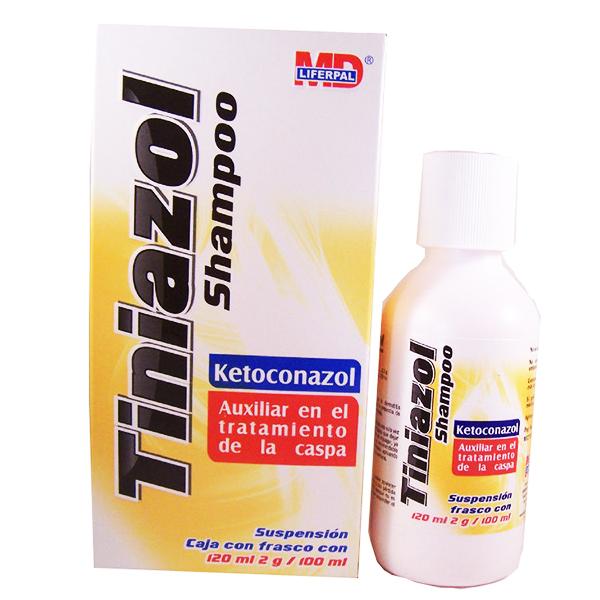 MD
LIFERPAL
®
Tiniazol
Shampoo
Ketoconazol
Auxiliar en el
tratamiento
de la caspa
Suspensión
Caja con frasco con
120 ml 2 g / 100 ml
Tiniazol
Shampoo
Ketoconazol
Auxiliar en el
tratamiento
de la caspa
Suspensión
frasco con
120 ml 2 g / 100 ml